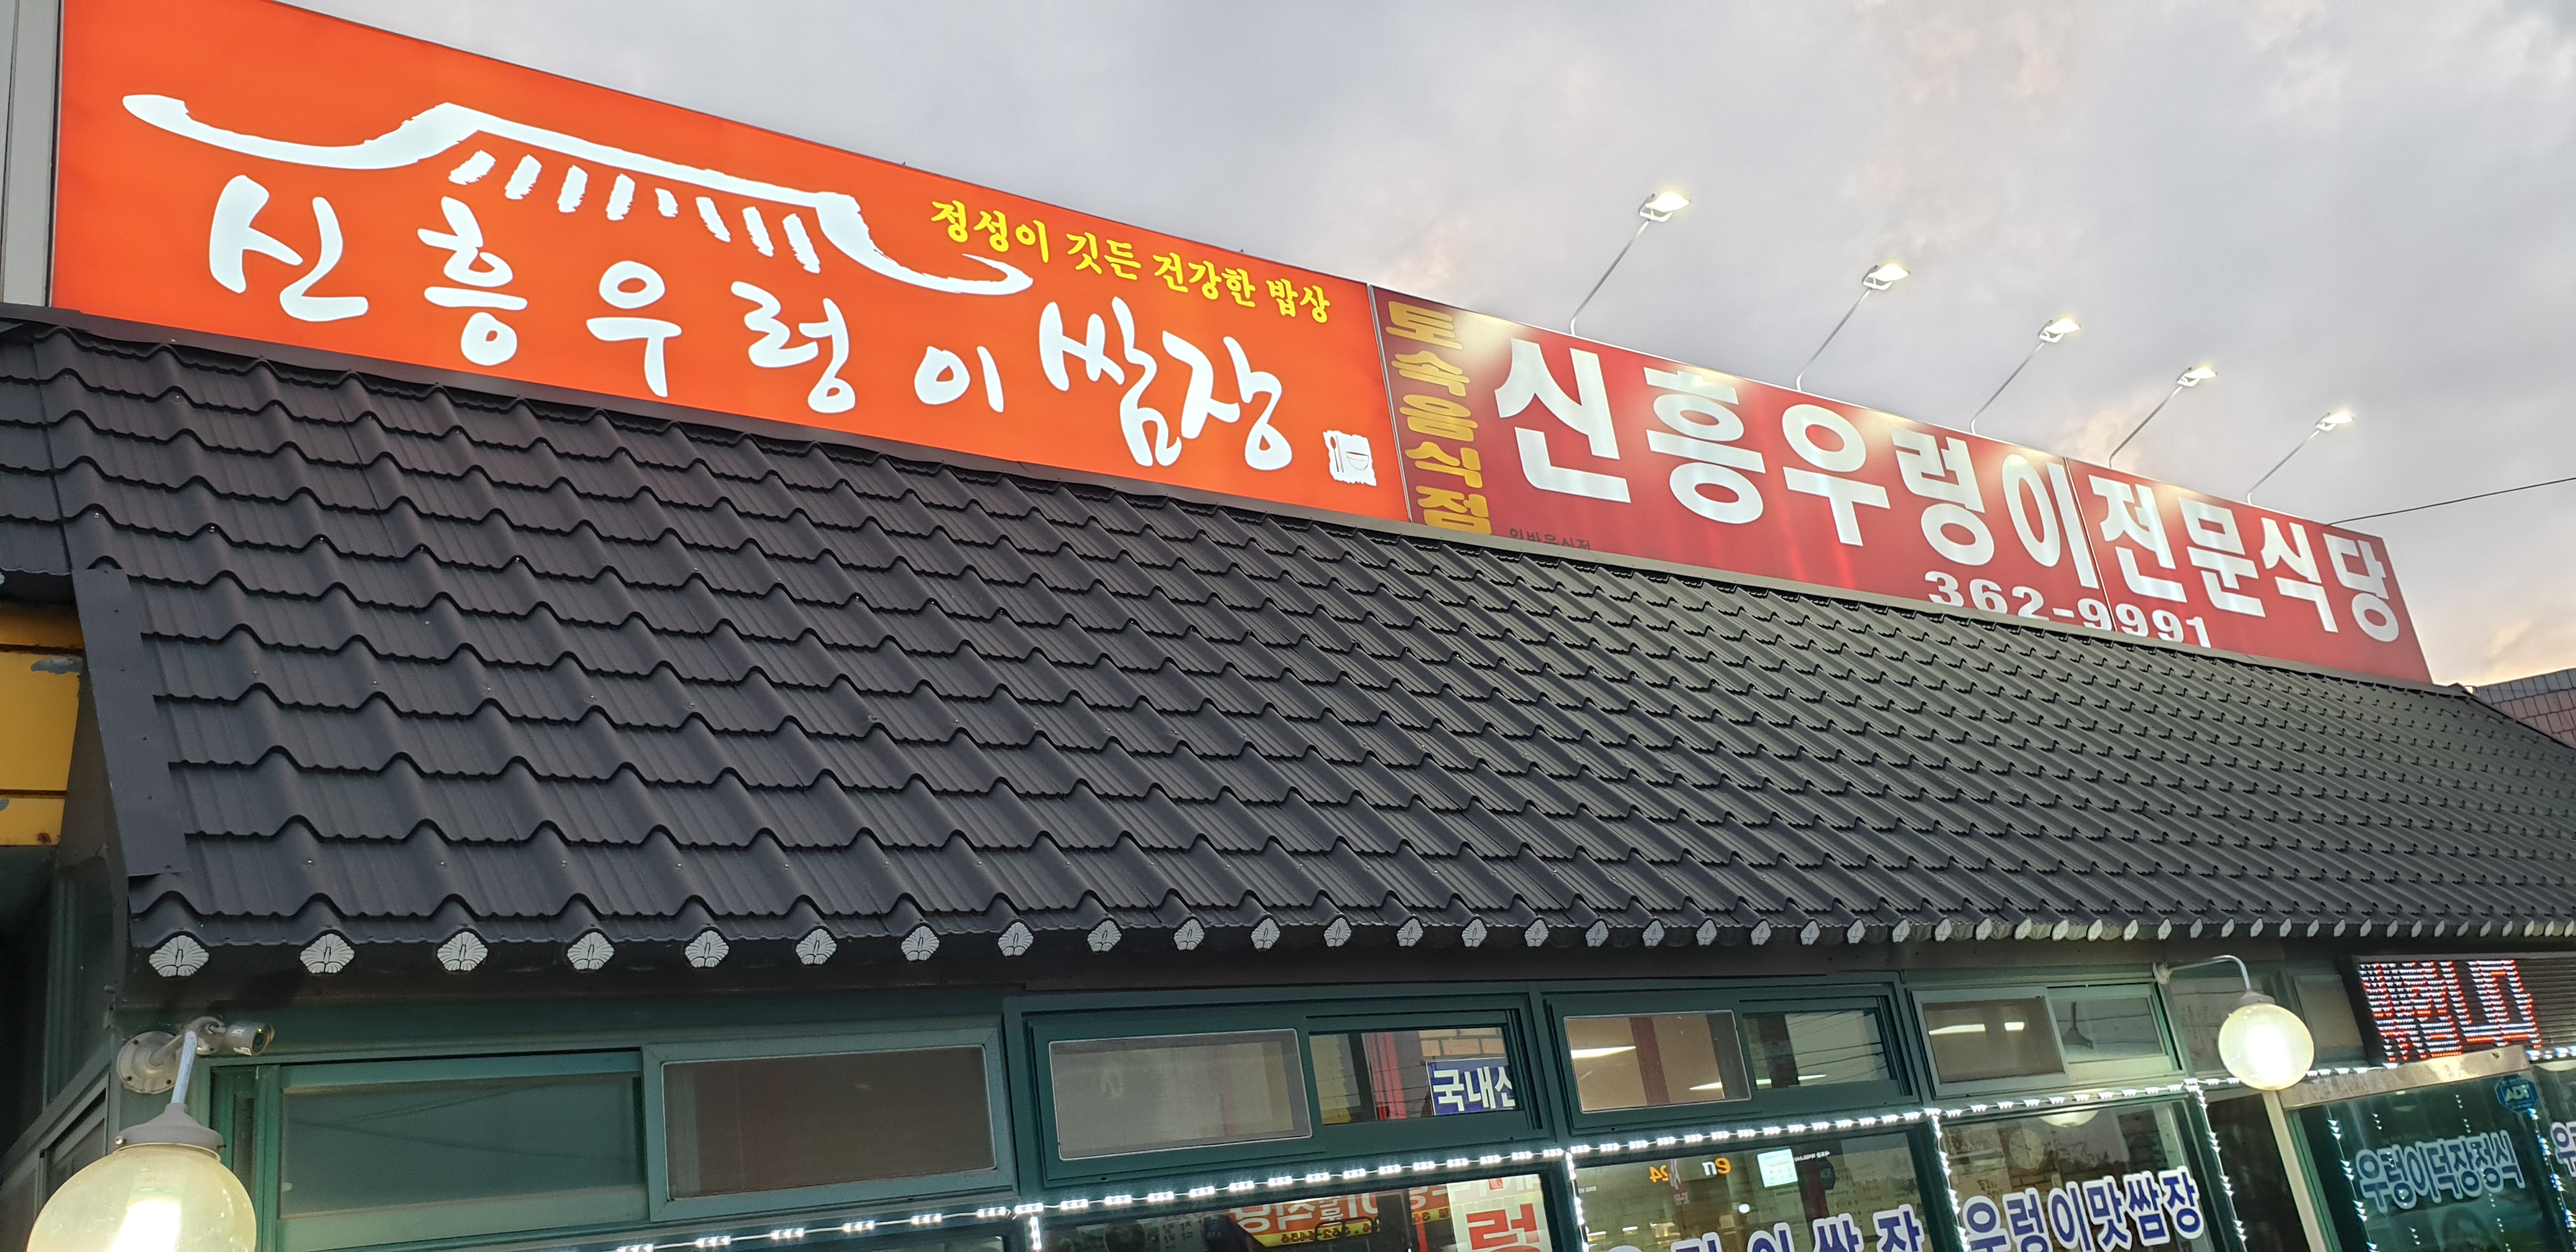 정성이 깃든 건강한 밥상
신흥우렁이쌈장
토속음식점
신흥우렁이전문식당
362-9991
국내산
우렁이덕장정식
우렁이맛쌈장
24